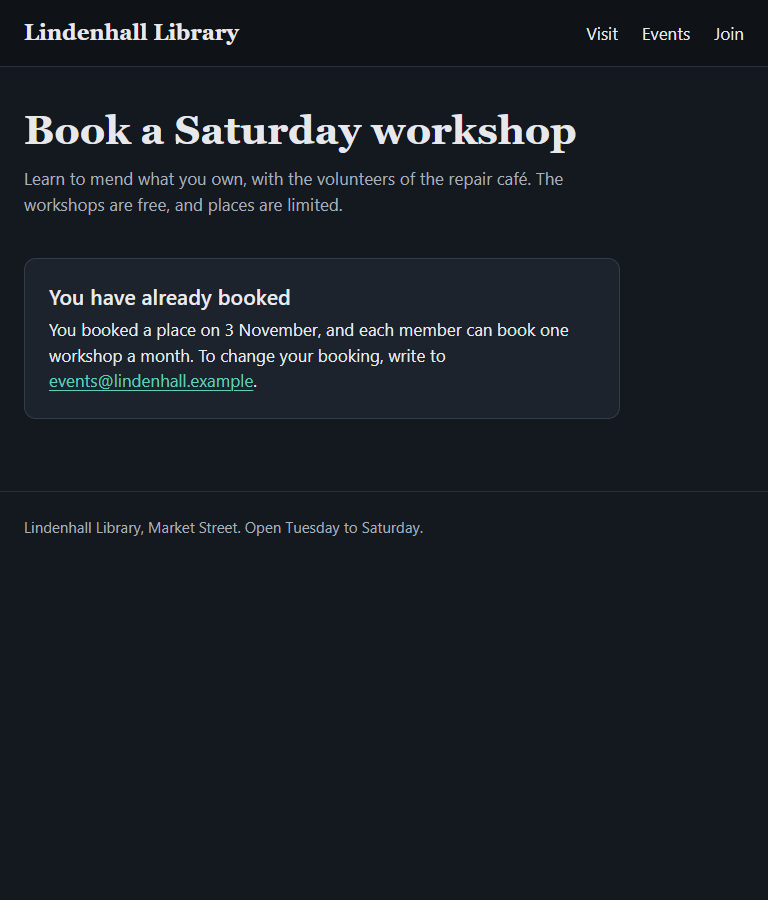 Lindenhall Library
Visit Events Join
Book a Saturday workshop
Learn to mend what you own, with the volunteers of the repair café. The
workshops are free, and places are limited.
You have already booked
You booked a place on 3 November, and each member can book one
workshop a month. To change your booking, write to
events@lindenhall.example.
Lindenhall Library, Market Street. Open Tuesday to Saturday.